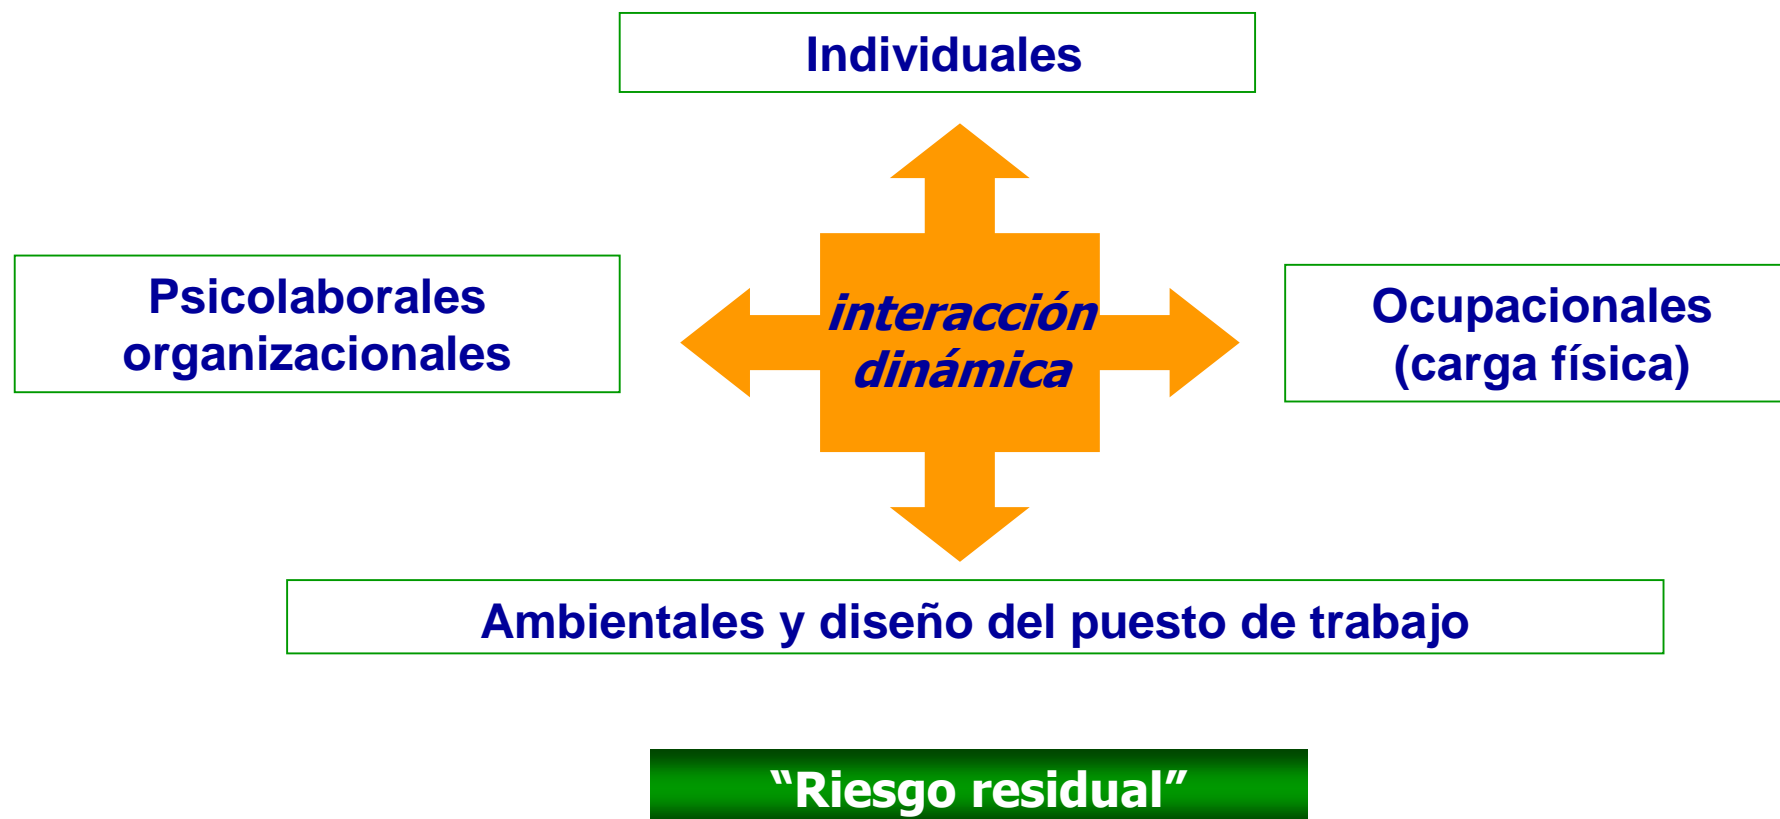 Individuales
Psicolaborales
organizacionales
interacción
dinámica
Ocupacionales
(carga física)
Ambientales y diseño del puesto de trabajo
“Riesgo residual”